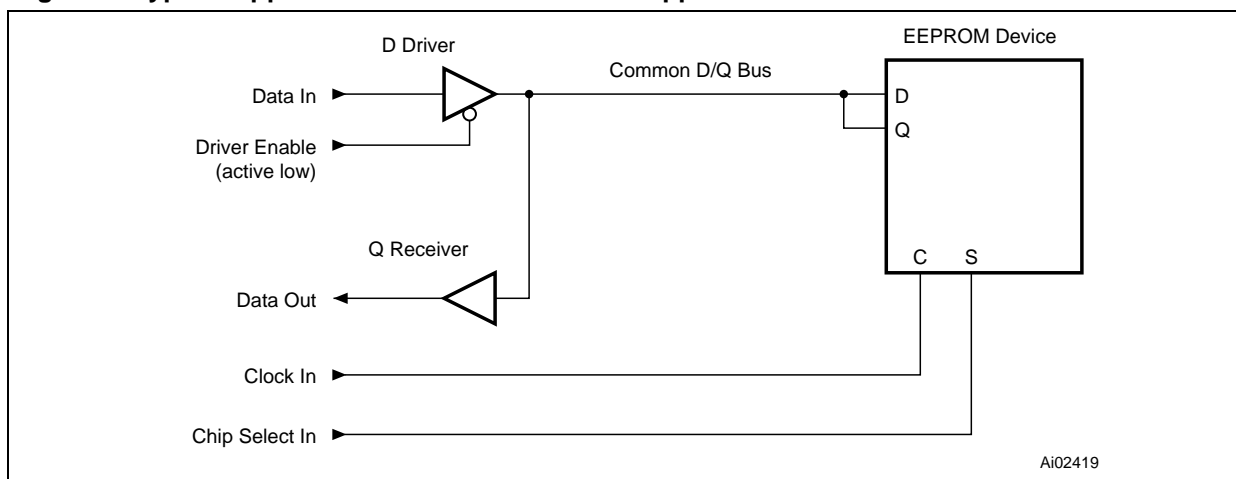 D Driver
EEPROM Device
Common D/Q Bus
Data In
D
Q
Driver Enable
(active low)
Q Receiver
C S
Data Out
Clock In
Chip Select In
Ai02419